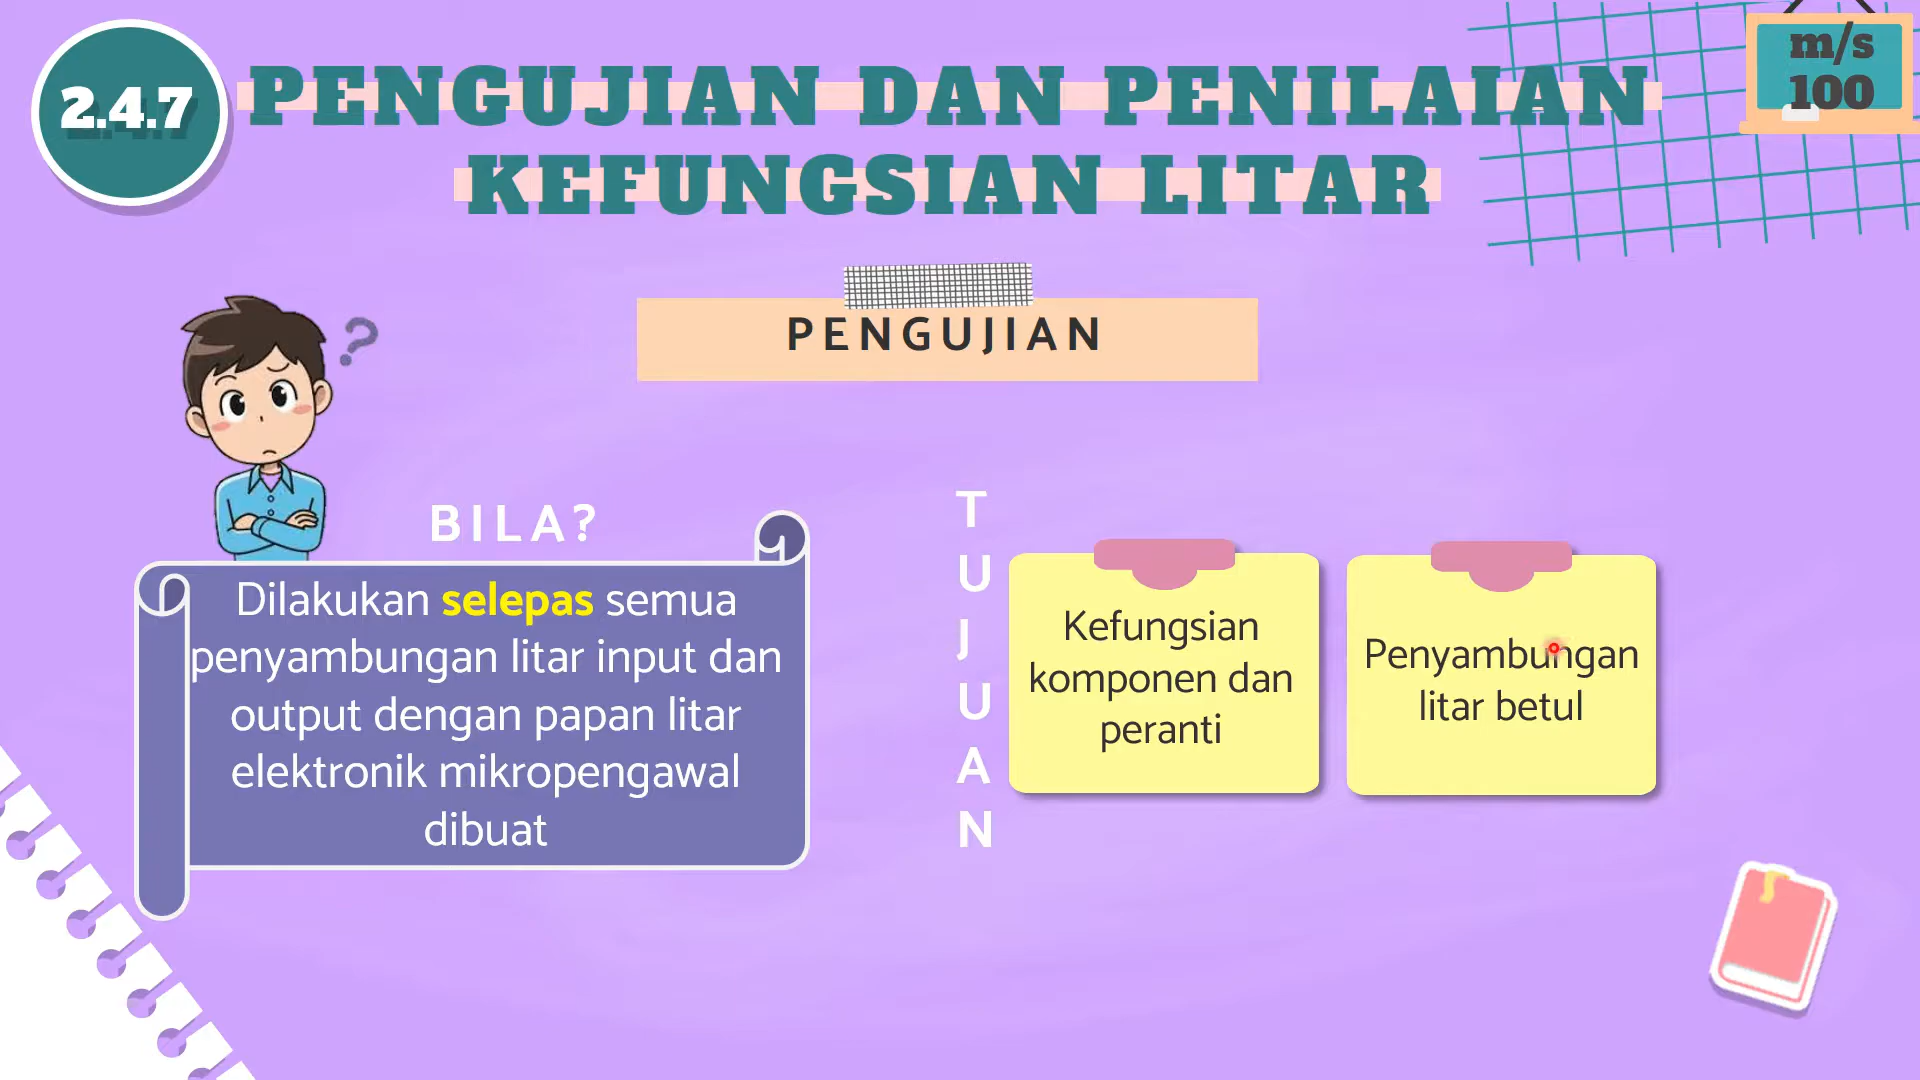 2.4.7
PENGUJIAN DAN PENILAIAN
KEFUNGSIAN LITAR
m/s
100
PENGUJIAN
?
BILA?
Dilakukan selepas semua
penyambungan litar input dan
output dengan papan litar
elektronik mikropengawal
dibuat
TUJUAN
Kefungsian
komponen dan
peranti
Penyambungan
litar betul